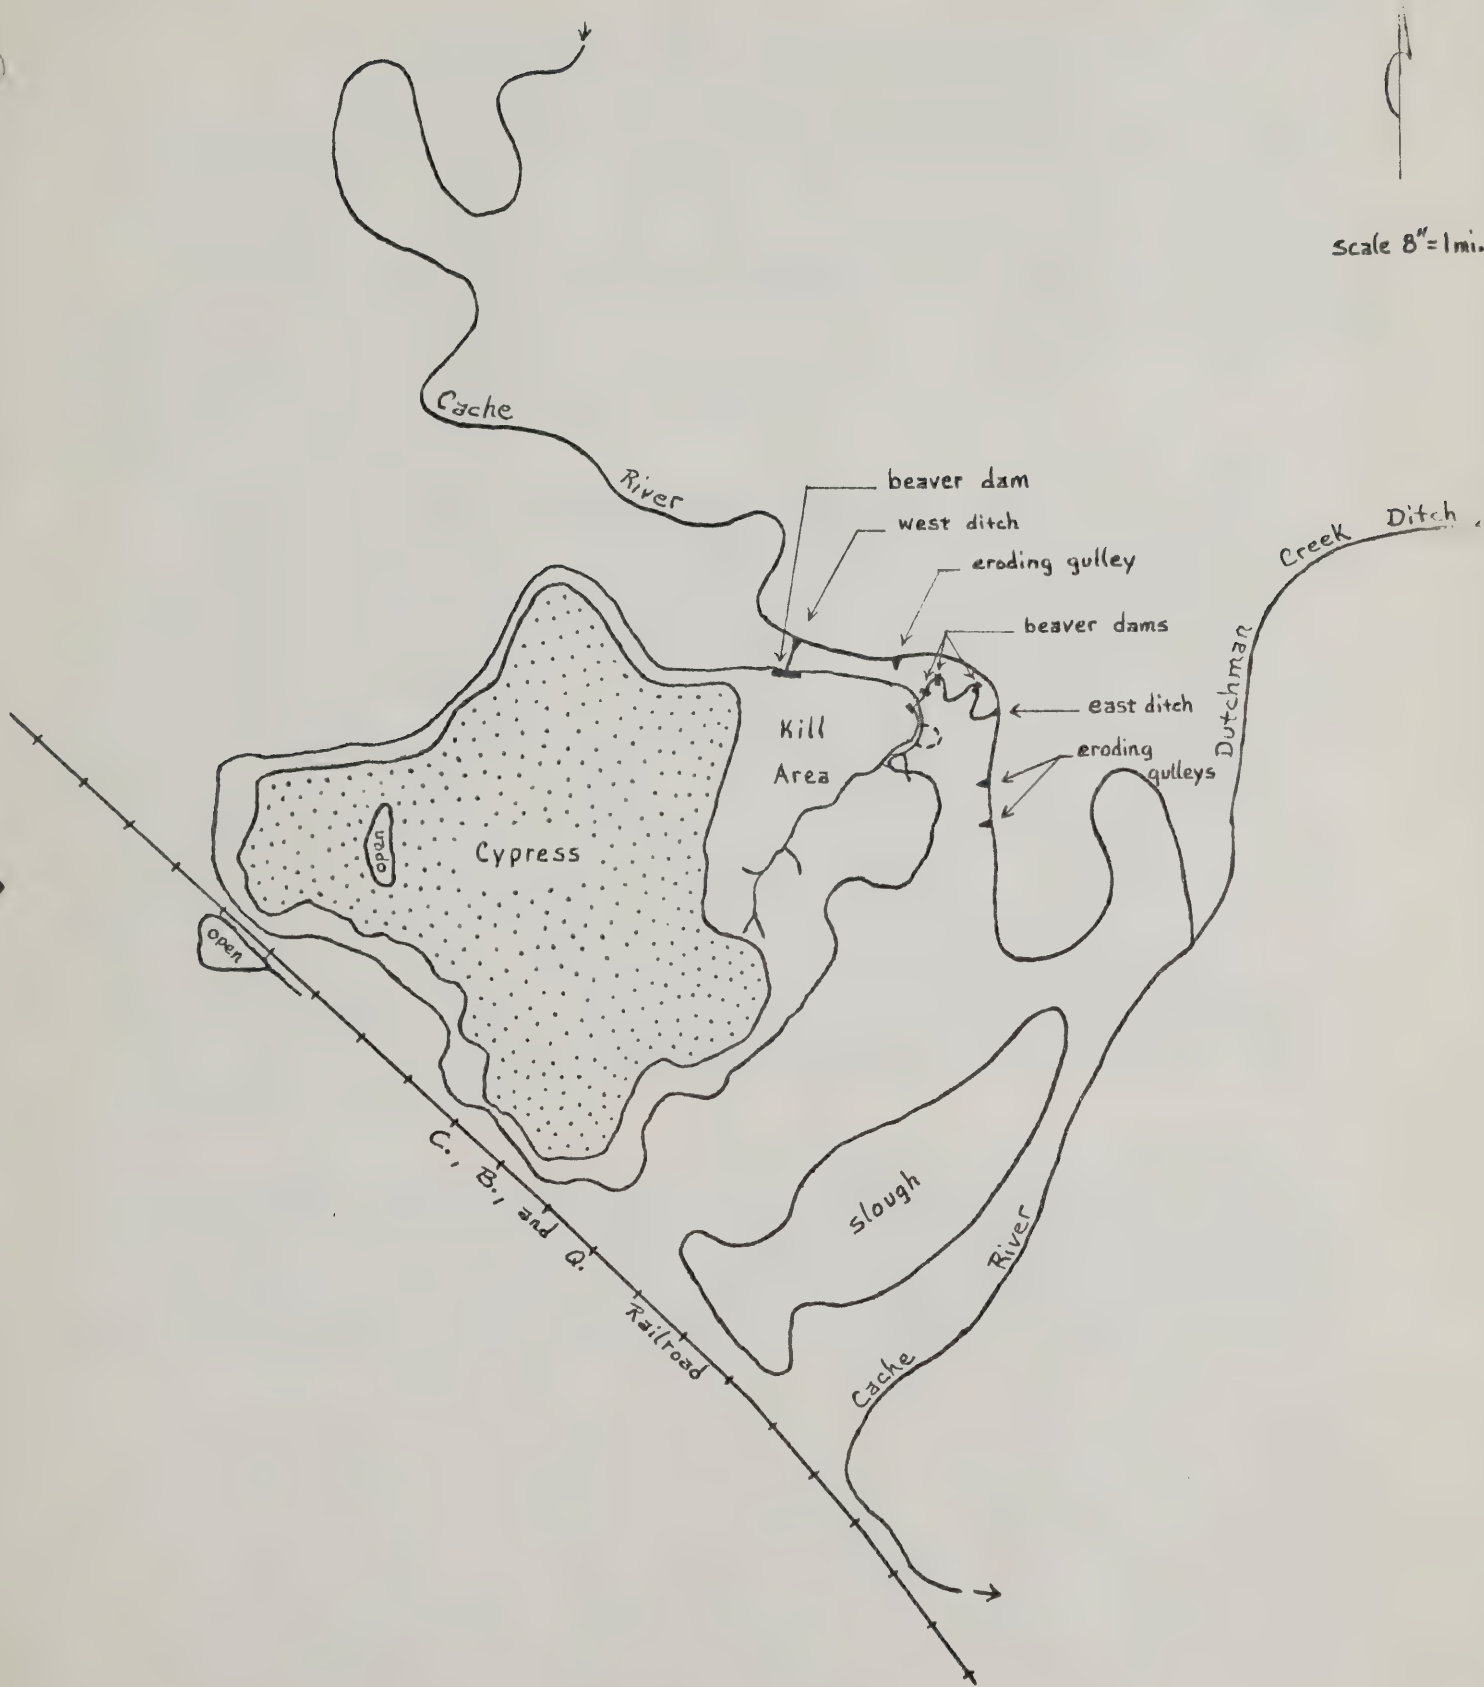 scale 8"=1mi.
Cache
River
beaver dam
west ditch
eroding gulley
beaver dams
east ditch
eroding
gulleys
Creek Ditch
Dutchman
Kill
Area
open
Cypress
open
C., B., and Q.
Railroad
slough
River
Cache